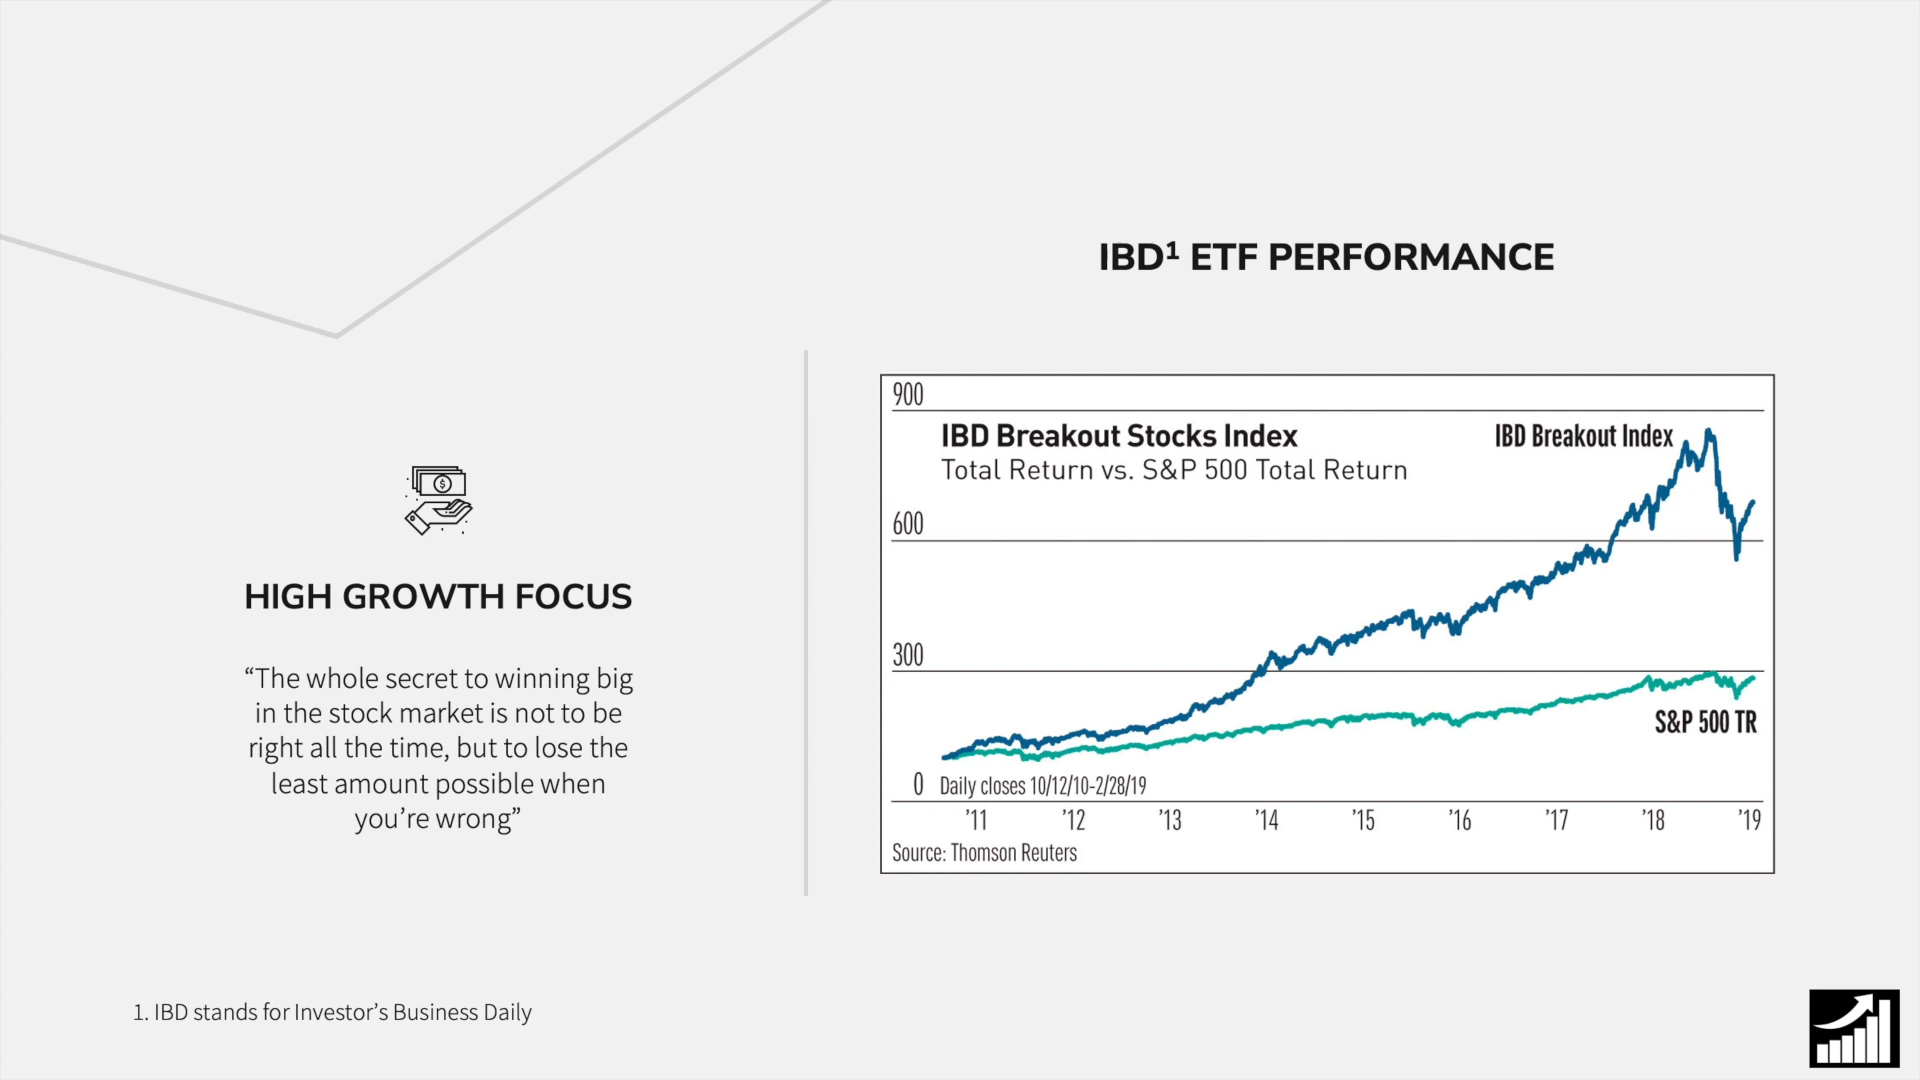 IBD¹ ETF PERFORMANCE
$
HIGH GROWTH FOCUS
“The whole secret to winning big
in the stock market is not to be
right all the time, but to lose the
least amount possible when
you’re wrong”
900
IBD Breakout Stocks Index
Total Return vs. S&P 500 Total Return
IBD Breakout Index
600
300
S&P 500 TR
0 Daily closes 10/12/10-2/28/19
’11 ’12 ’13 ’14 ’15 ’16 ’17 ’18 ’19
Source: Thomson Reuters
1. IBD stands for Investor’s Business Daily